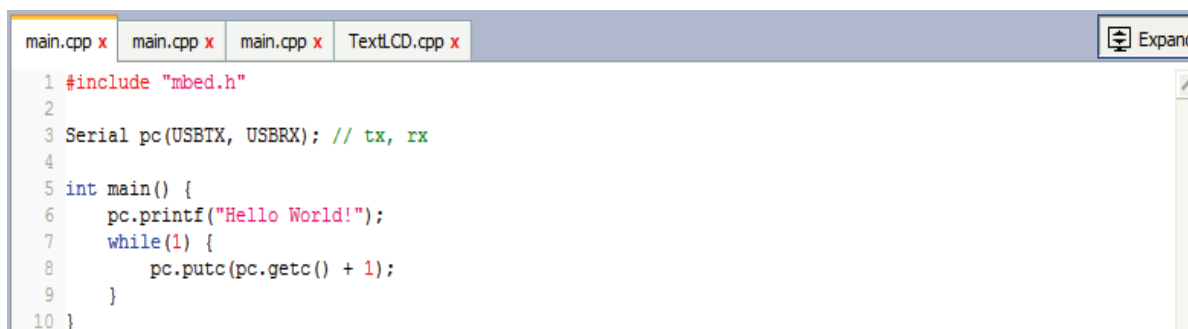 main.cpp x main.cpp x main.cpp x TextLCD.cpp x Expand
1 #include "mbed.h"
2
3 Serial pc(USBTX, USBRX); // tx, rx
4
5 int main() {
6     pc.printf("Hello World!");
7     while(1) {
8         pc.putc(pc.getc() + 1);
9     }
10 }